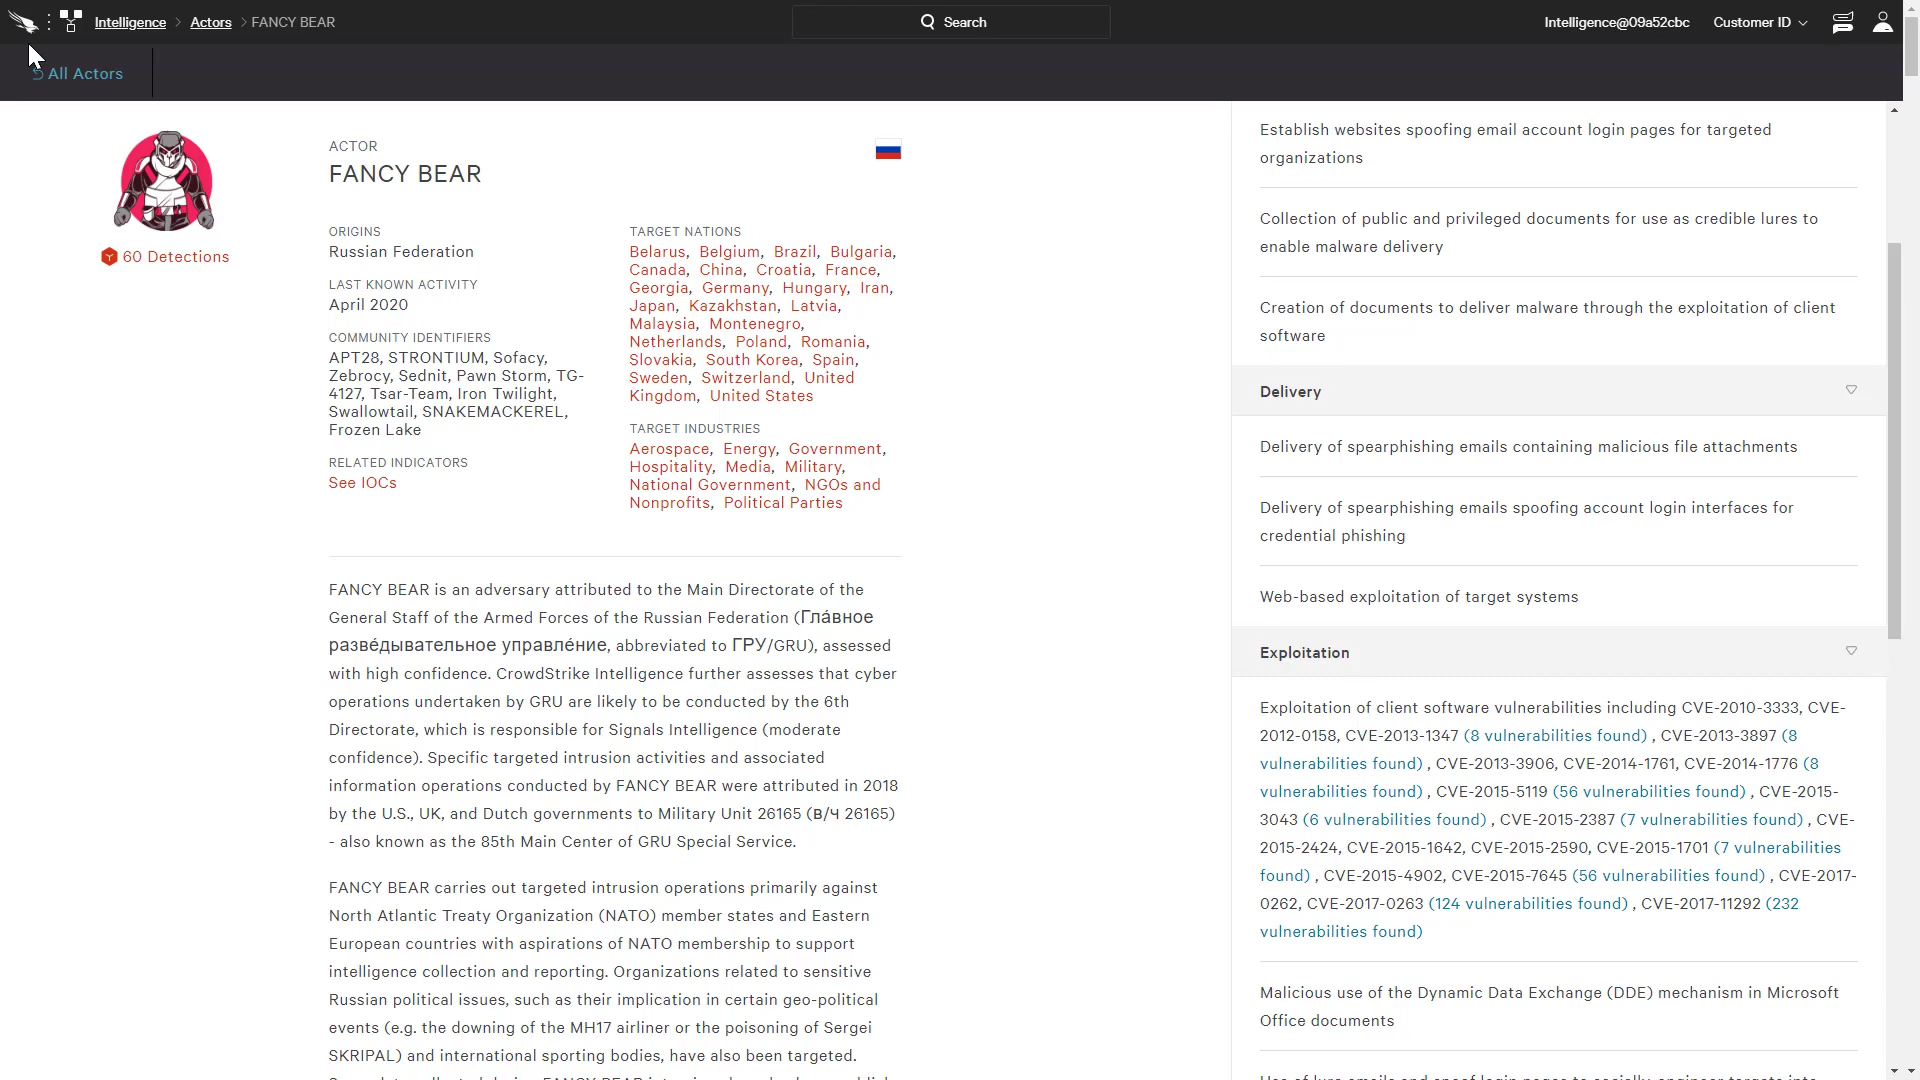 Intelligence > Actors > FANCY BEAR
Search
Intelligence@09a52cbc
Customer ID
All Actors
60 Detections
ACTOR
FANCY BEAR
ORIGINS
Russian Federation
LAST KNOWN ACTIVITY
April 2020
COMMUNITY IDENTIFIERS
APT28, STRONTIUM, Sofacy,
Zebrocy, Sednit, Pawn Storm, TG-
4127, Tsar-Team, Iron Twilight,
Swallowtail, SNAKEMACKEREL,
Frozen Lake
RELATED INDICATORS
See IOCs
TARGET NATIONS
Belarus, Belgium, Brazil, Bulgaria,
Canada, China, Croatia, France,
Georgia, Germany, Hungary, Iran,
Japan, Kazakhstan, Latvia,
Malaysia, Montenegro,
Netherlands, Poland, Romania,
Slovakia, South Korea, Spain,
Sweden, Switzerland, United
Kingdom, United States
TARGET INDUSTRIES
Aerospace, Energy, Government,
Hospitality, Media, Military,
National Government, NGOs and
Nonprofits, Political Parties
FANCY BEAR is an adversary attributed to the Main Directorate of the
General Staff of the Armed Forces of the Russian Federation (Гла́вное
разве́дывательное управле́ние, abbreviated to ГРУ/GRU), assessed
with high confidence. CrowdStrike Intelligence further assesses that cyber
operations undertaken by GRU are likely to be conducted by the 6th
Directorate, which is responsible for Signals Intelligence (moderate
confidence). Specific targeted intrusion activities and associated
information operations conducted by FANCY BEAR were attributed in 2018
by the U.S., UK, and Dutch governments to Military Unit 26165 (в/ч 26165)
- also known as the 85th Main Center of GRU Special Service.
FANCY BEAR carries out targeted intrusion operations primarily against
North Atlantic Treaty Organization (NATO) member states and Eastern
European countries with aspirations of NATO membership to support
intelligence collection and reporting. Organizations related to sensitive
Russian political issues, such as their implication in certain geo-political
events (e.g. the downing of the MH17 airliner or the poisoning of Sergei
SKRIPAL) and international sporting bodies, have also been targeted.
Establish websites spoofing email account login pages for targeted
organizations
Collection of public and privileged documents for use as credible lures to
enable malware delivery
Creation of documents to deliver malware through the exploitation of client
software
Delivery
Delivery of spearphishing emails containing malicious file attachments
Delivery of spearphishing emails spoofing account login interfaces for
credential phishing
Web-based exploitation of target systems
Exploitation
Exploitation of client software vulnerabilities including CVE-2010-3333, CVE-
2012-0158, CVE-2013-1347 (8 vulnerabilities found) , CVE-2013-3897 (8
vulnerabilities found) , CVE-2013-3906, CVE-2014-1761, CVE-2014-1776 (8
vulnerabilities found) , CVE-2015-5119 (56 vulnerabilities found) , CVE-2015-
3043 (6 vulnerabilities found) , CVE-2015-2387 (7 vulnerabilities found) , CVE-
2015-2424, CVE-2015-1642, CVE-2015-2590, CVE-2015-1701 (7 vulnerabilities
found) , CVE-2015-4902, CVE-2015-7645 (56 vulnerabilities found) , CVE-2017-
0262, CVE-2017-0263 (124 vulnerabilities found) , CVE-2017-11292 (232
vulnerabilities found)
Malicious use of the Dynamic Data Exchange (DDE) mechanism in Microsoft
Office documents